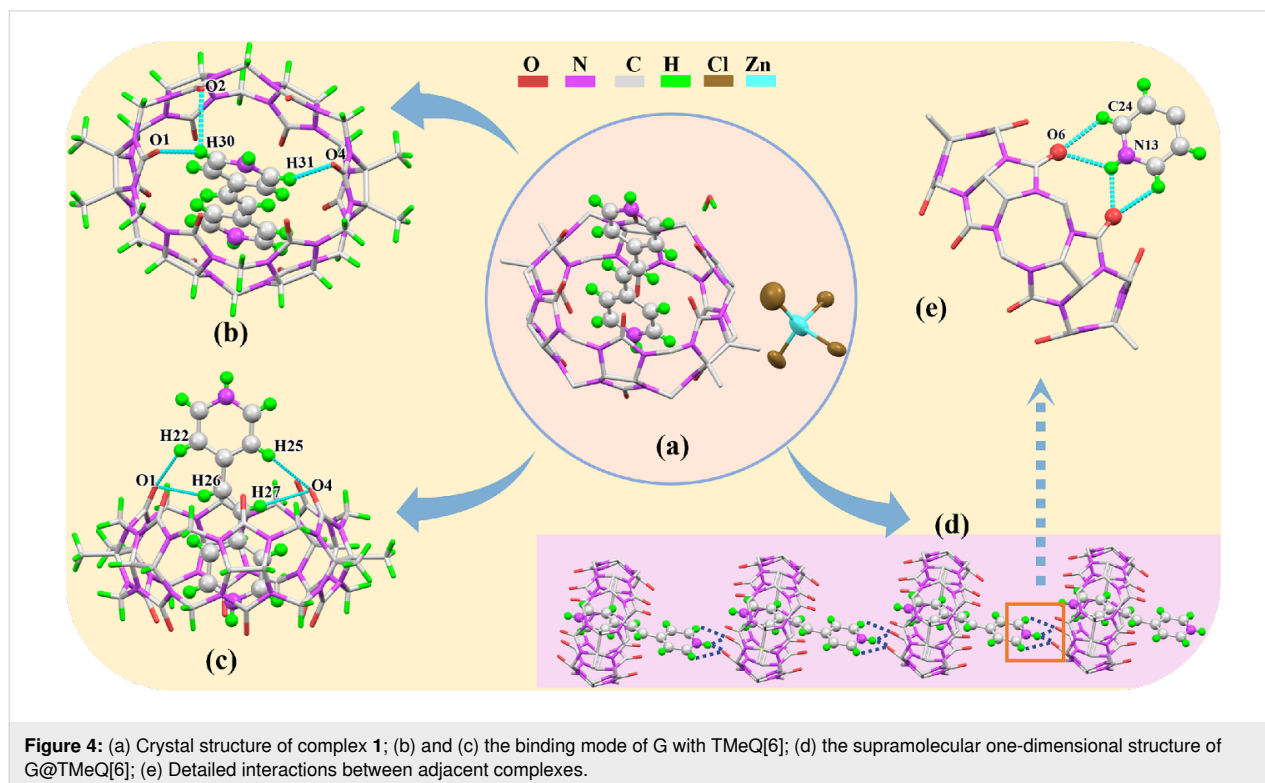 O N C H Cl Zn
O2
O1
H30
H31
O4
(b)
C24
O6
N13
(e)
(a)
H22
H25
O1
H26
H27
O4
(c)
(d)
Figure 4: (a) Crystal structure of complex 1; (b) and (c) the binding mode of G with TMeQ[6]; (d) the supramolecular one-dimensional structure of
G@TMeQ[6]; (e) Detailed interactions between adjacent complexes.